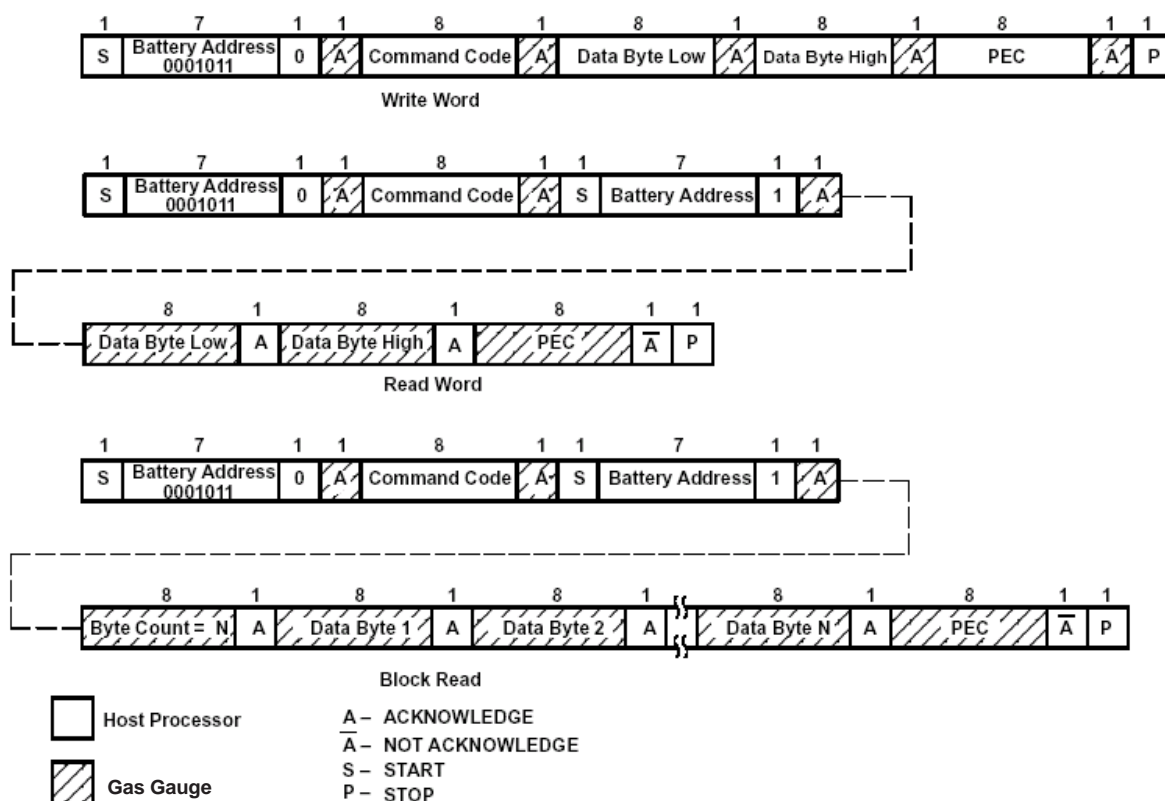 1 7 1 1 8 1 8 1 8 1 8 1 1
S Battery Address 0 A Command Code A Data Byte Low A Data Byte High A PEC A P
0001011
Write Word
1 7 1 1 8 1 1 7 1 1
S Battery Address 0 A Command Code A S Battery Address 1 A
0001011
8 1 8 1 8 1 1
Data Byte Low A Data Byte High A PEC A̅ P
Read Word
1 7 1 1 8 1 1 7 1 1
S Battery Address 0 A Command Code A S Battery Address 1 A
0001011
8 1 8 1 8 1 8 1 8 1 1
Byte Count = N A Data Byte 1 A Data Byte 2 A Data Byte N A PEC A̅ P
Block Read
Host Processor
Gas Gauge
A – ACKNOWLEDGE
A̅ – NOT ACKNOWLEDGE
S – START
P – STOP